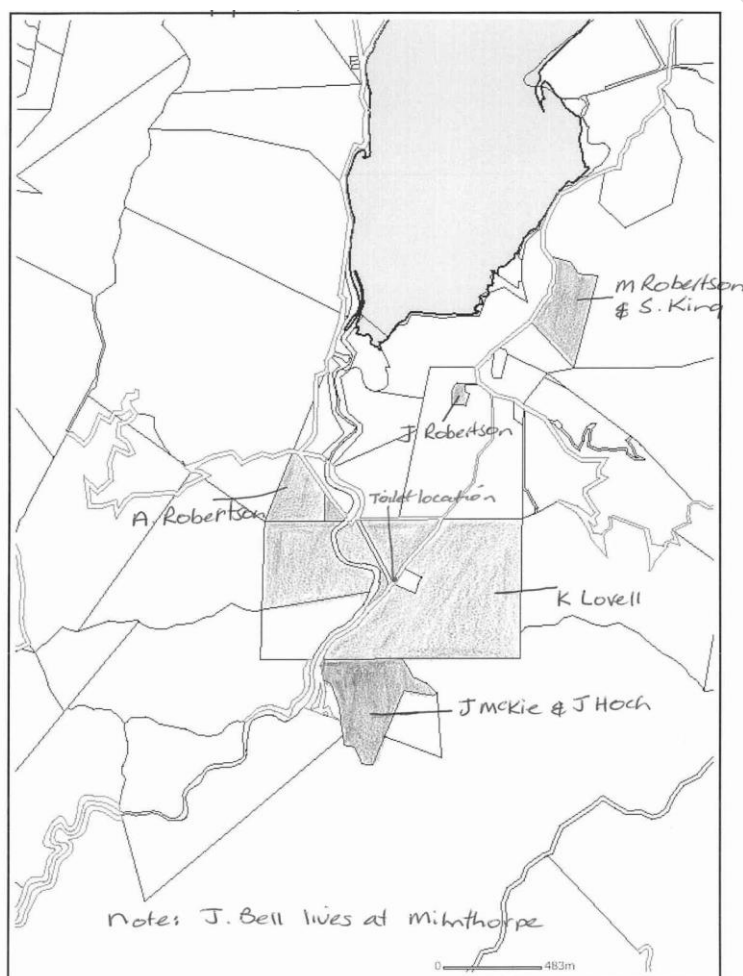 M Robertson
& S. King
J Robertson
A. Robertson
Toilet location
K Lovell
J McKie & J Hoch
note: J. Bell lives at Milnthorpe
0 483m